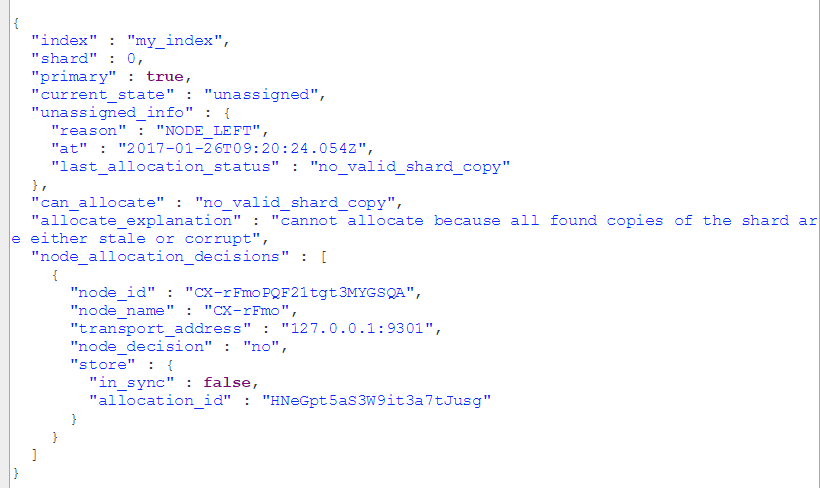 {
  "index" : "my_index",
  "shard" : 0,
  "primary" : true,
  "current_state" : "unassigned",
  "unassigned_info" : {
    "reason" : "NODE_LEFT",
    "at" : "2017-01-26T09:20:24.054Z",
    "last_allocation_status" : "no_valid_shard_copy"
  },
  "can_allocate" : "no_valid_shard_copy",
  "allocate_explanation" : "cannot allocate because all found copies of the shard ar
e either stale or corrupt",
  "node_allocation_decisions" : [
    {
      "node_id" : "CX-rFmoPQF21tgt3MYGSQA",
      "node_name" : "CX-rFmo",
      "transport_address" : "127.0.0.1:9301",
      "node_decision" : "no",
      "store" : {
        "in_sync" : false,
        "allocation_id" : "HNeGpt5aS3W9it3a7tJusg"
      }
    }
  ]
}